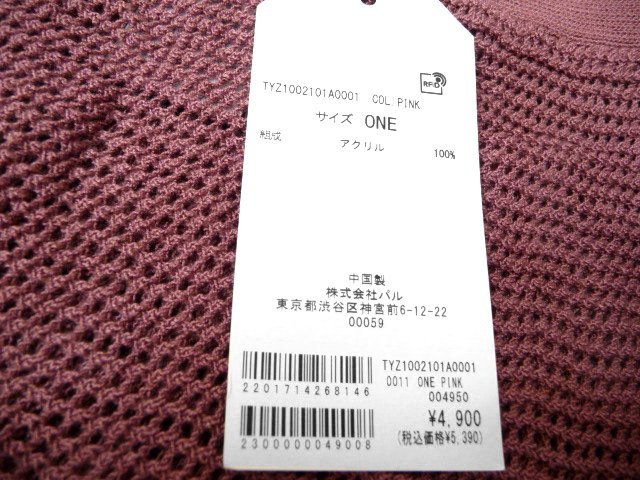 RFID
TYZ1002101A0001 COL.PINK
サイズ ONE
組成 アクリル 100%
中国製
株式会社バル
東京都渋谷区神宮前6-12-22
00059
TYZ1002101A0001
0011 ONE PINK
2201714268146
004950
¥4,900
(税込価格¥5,390)
2300000049008